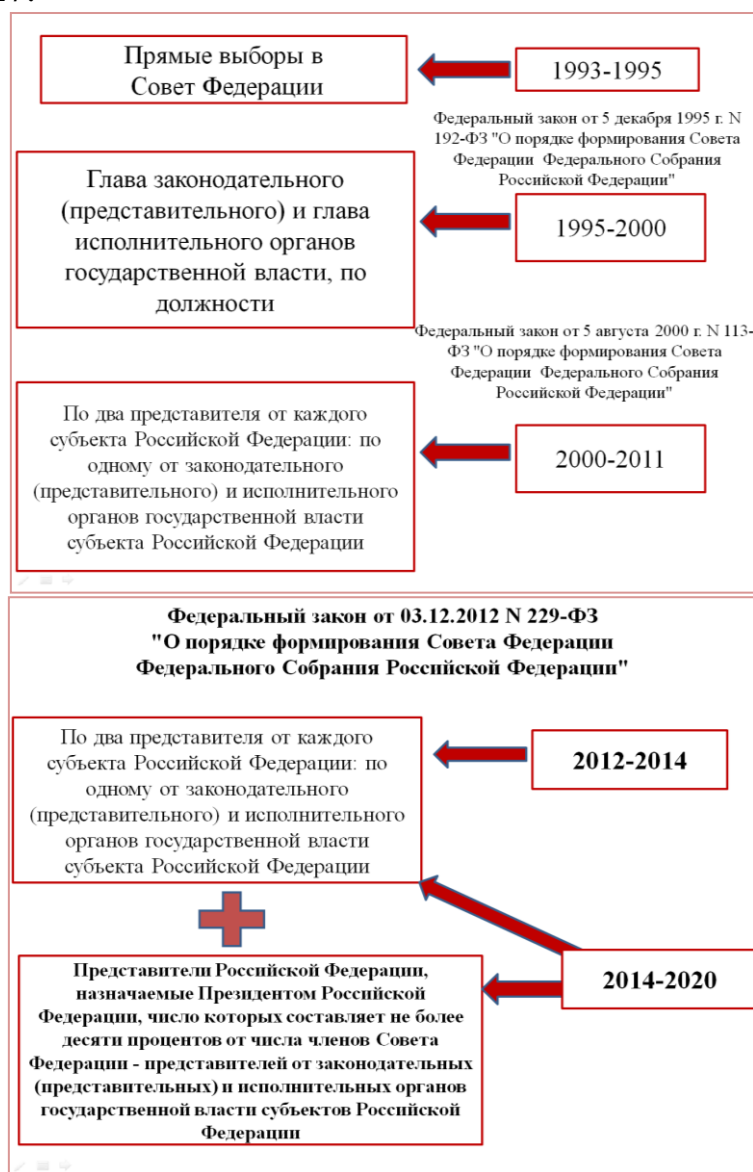 Прямые выборы в
Совет Федерации
1993-1995
Федеральный закон от 5 декабря 1995 г. N
192-ФЗ "О порядке формирования Совета
Федерации Федерального Собрания
Российской Федерации"
Глава законодательного
(представительного) и глава
исполнительного органов
государственной власти, по
должности
1995-2000
Федеральный закон от 5 августа 2000 г. N 113-
ФЗ "О порядке формирования Совета
Федерации Федерального Собрания
Российской Федерации"
По два представителя от каждого
субъекта Российской Федерации: по
одному от законодательного
(представительного) и исполнительного
органов государственной власти
субъекта Российской Федерации
2000-2011
Федеральный закон от 03.12.2012 N 229-ФЗ
"О порядке формирования Совета Федерации
Федерального Собрания Российской Федерации"
По два представителя от каждого
субъекта Российской Федерации: по
одному от законодательного
(представительного) и исполнительного
органов государственной власти
субъекта Российской Федерации
2012-2014
Представители Российской Федерации,
назначаемые Президентом Российской
Федерации, число которых составляет не более
десяти процентов от числа членов Совета
Федерации - представителей от законодательных
(представительных) и исполнительных органов
государственной власти субъектов Российской
Федерации
2014-2020